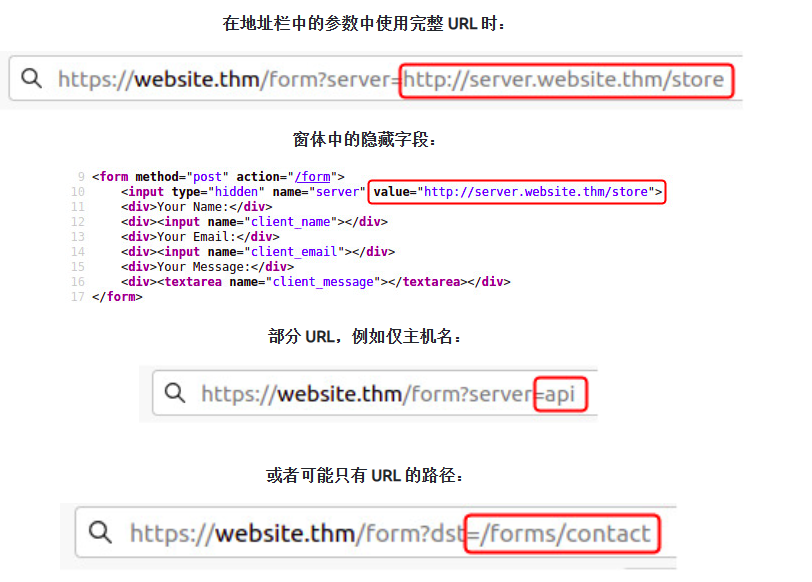 在地址栏中的参数中使用完整 URL 时：
https://website.thm/form?server=http://server.website.thm/store
窗体中的隐藏字段：
9 <form method="post" action="/form">
10 <input type="hidden" name="server" value="http://server.website.thm/store">
11 <div>Your Name:</div>
12 <div><input name="client_name"></div>
13 <div>Your Email:</div>
14 <div><input name="client_email"></div>
15 <div>Your Message:</div>
16 <div><textarea name="client_message"></textarea></div>
17 </form>
部分 URL，例如仅主机名：
https://website.thm/form?server=api
或者可能只有 URL 的路径：
https://website.thm/form?dst=/forms/contact